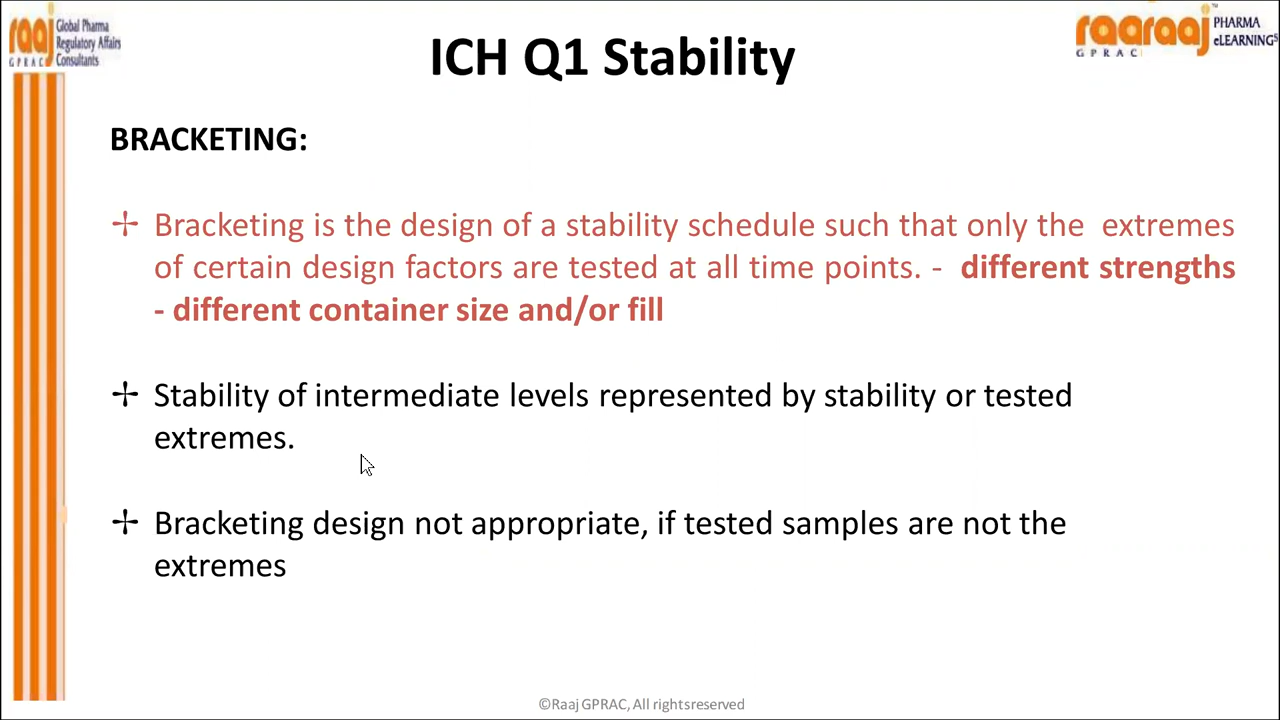 raaj
Global Pharma
Regulatory Affairs
Consultants
GPRAC
ICH Q1 Stability
raaraaj
™
PHARMA
eLEARNINGS
GPRAC
BRACKETING:
Bracketing is the design of a stability schedule such that only the extremes
of certain design factors are tested at all time points. - different strengths
- different container size and/or fill
Stability of intermediate levels represented by stability or tested
extremes.
Bracketing design not appropriate, if tested samples are not the
extremes
©Raaj GPRAC, All rightsreserved